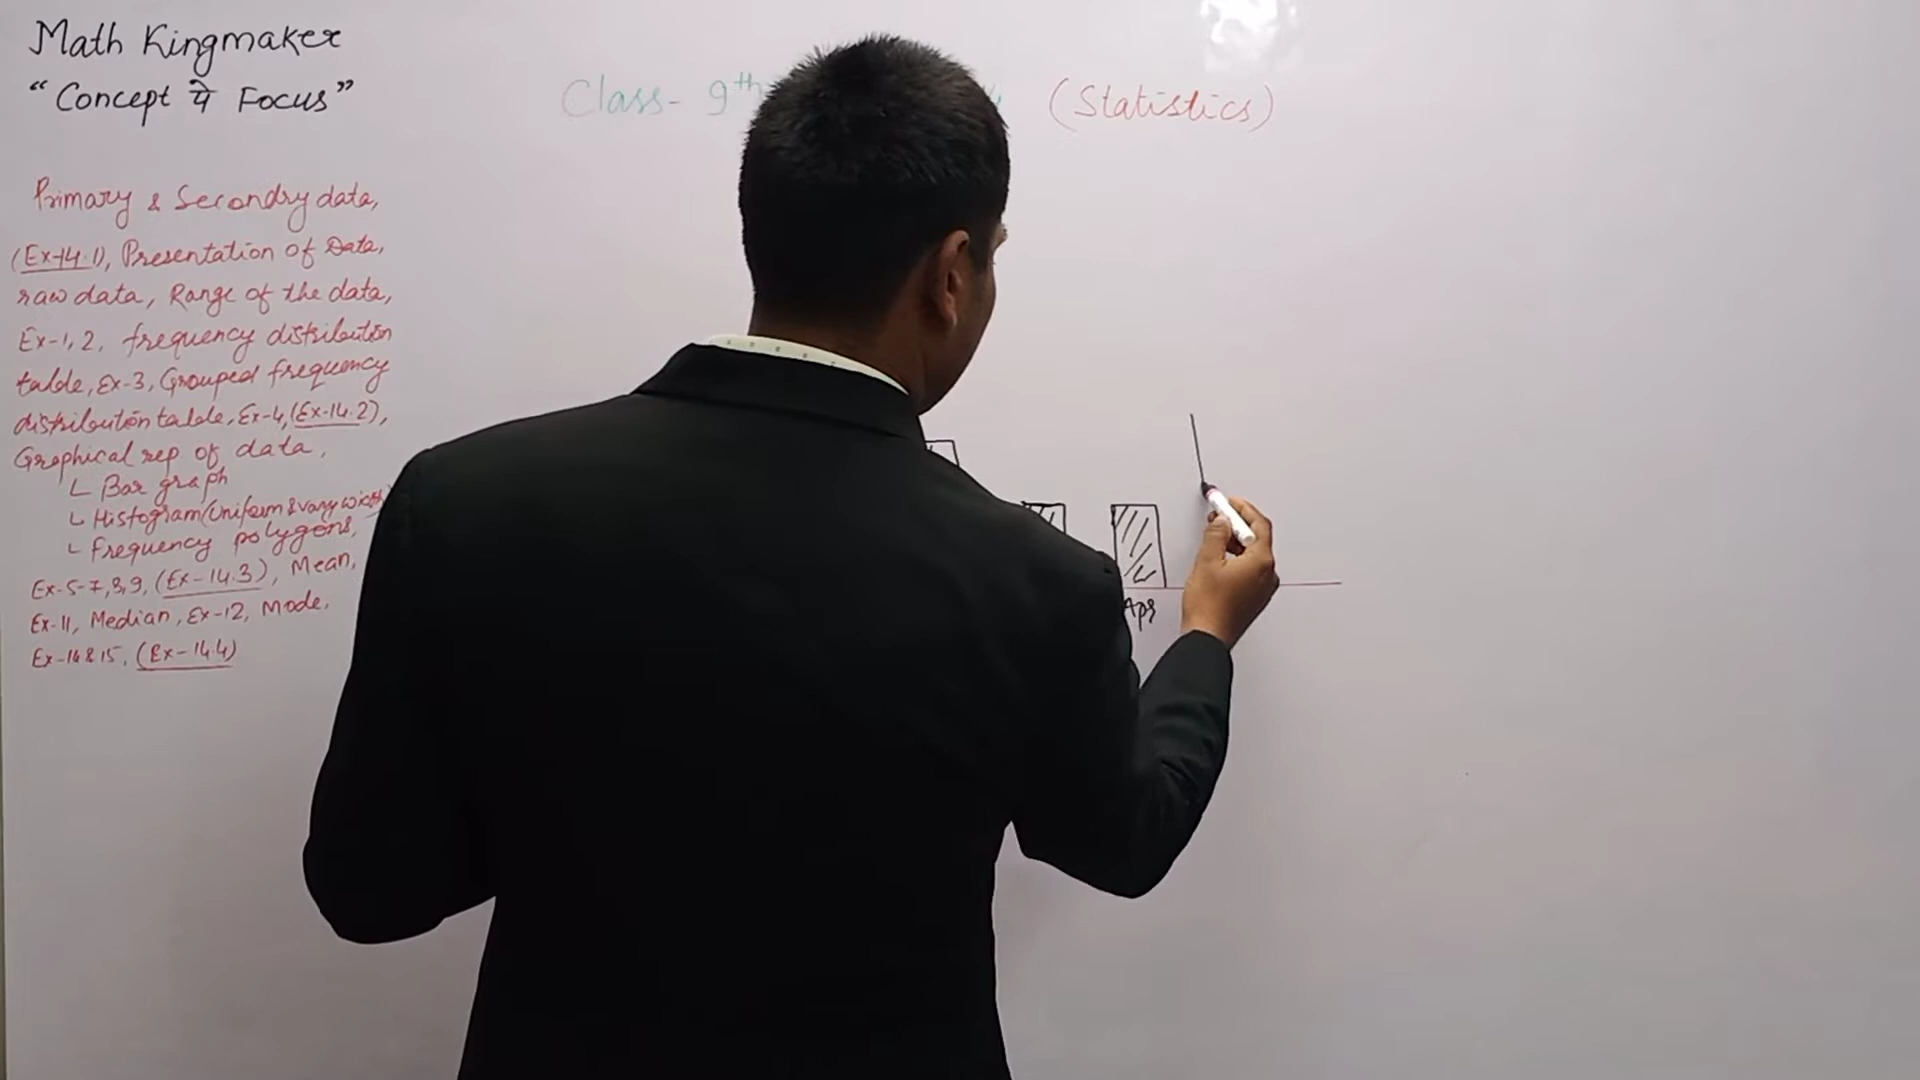 Math Kingmaker
"Concept पे Focus"
Class- 9th
(Statistics)
Primary & Secondry data,
(Ex-14.1), Presentation of Data,
raw data, Range of the data,
Ex-1, 2, frequency distribution
table, Ex-3, Grouped frequency
distribution table, Ex-4, (Ex-14.2),
Graphical rep of data,
Bar graph
Histogram (Uniform & vary width)
Frequency polygons,
Ex-5-7,8,9, (Ex-14.3), Mean,
Ex-11, Median, Ex-12, Mode,
Ex-14 & 15, (Ex-14.4)
Apr